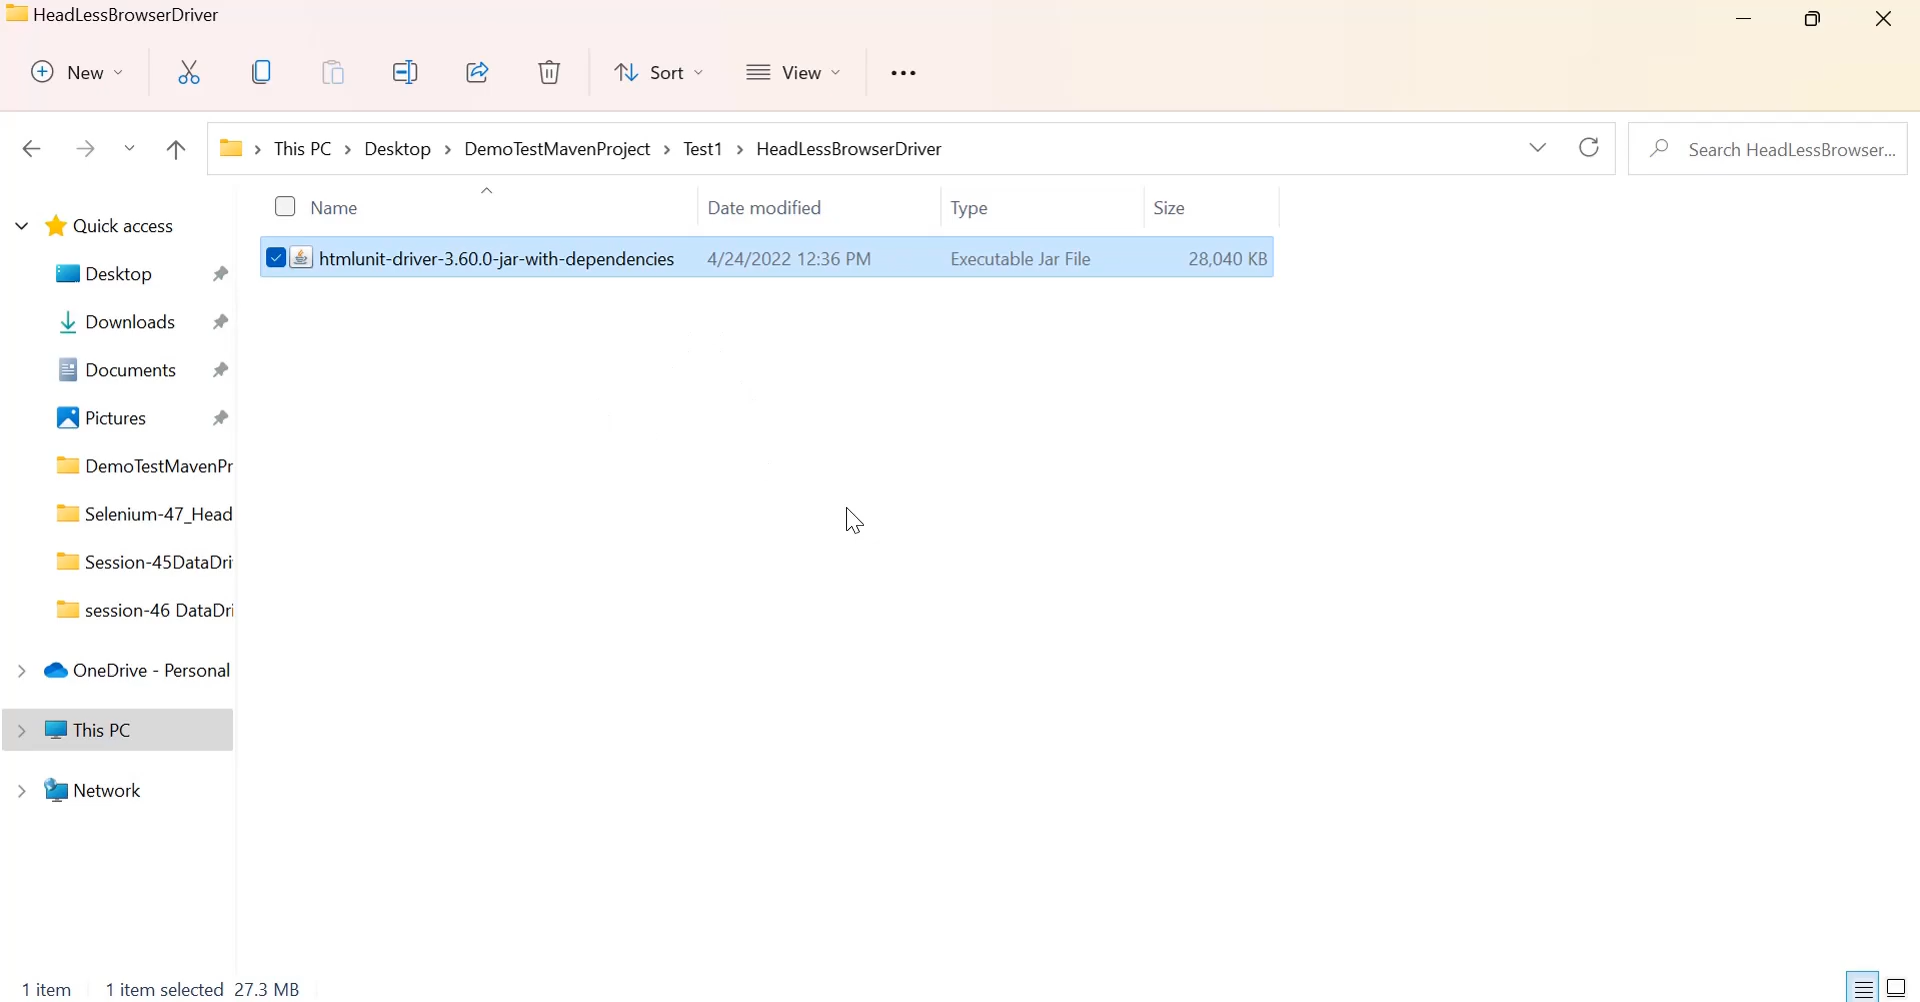 HeadLessBrowserDriver
New
Sort
View
This PC > Desktop > DemoTestMavenProject > Test1 > HeadLessBrowserDriver
Search HeadLessBrowser...
Name Date modified Type Size
htmlunit-driver-3.60.0-jar-with-dependencies 4/24/2022 12:36 PM Executable Jar File 28,040 KB
Quick access
Desktop
Downloads
Documents
Pictures
DemoTestMavenPr
Selenium-47_Head
Session-45DataDri
session-46 DataDri
OneDrive - Personal
This PC
Network
1 item 1 item selected 27.3 MB